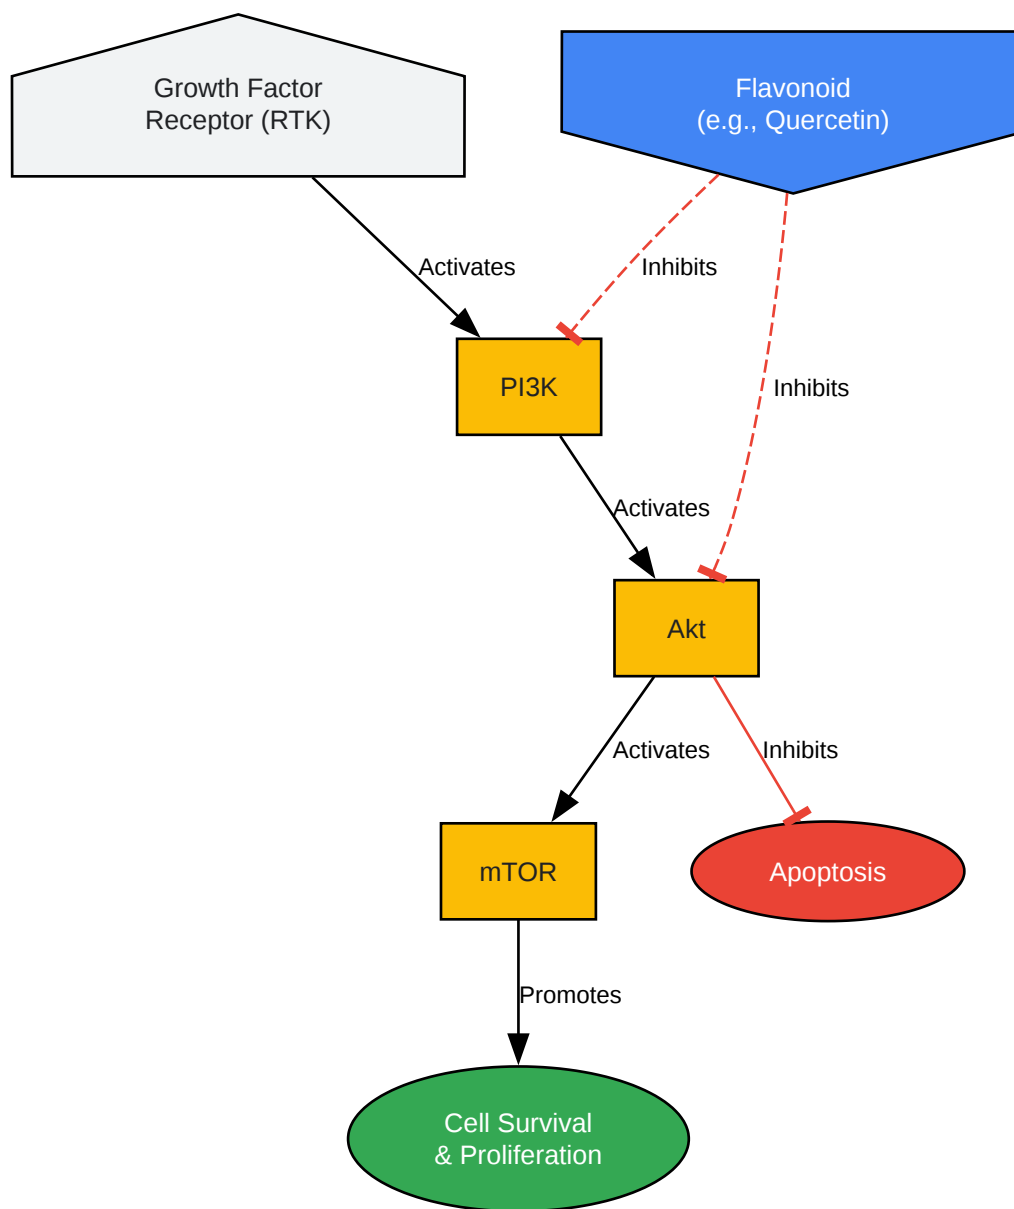 Growth Factor
Receptor (RTK)
Flavonoid
(e.g., Quercetin)
Activates
Inhibits
PI3K
Inhibits
Activates
Akt
Activates
Inhibits
mTOR
Apoptosis
Promotes
Cell Survival
& Proliferation